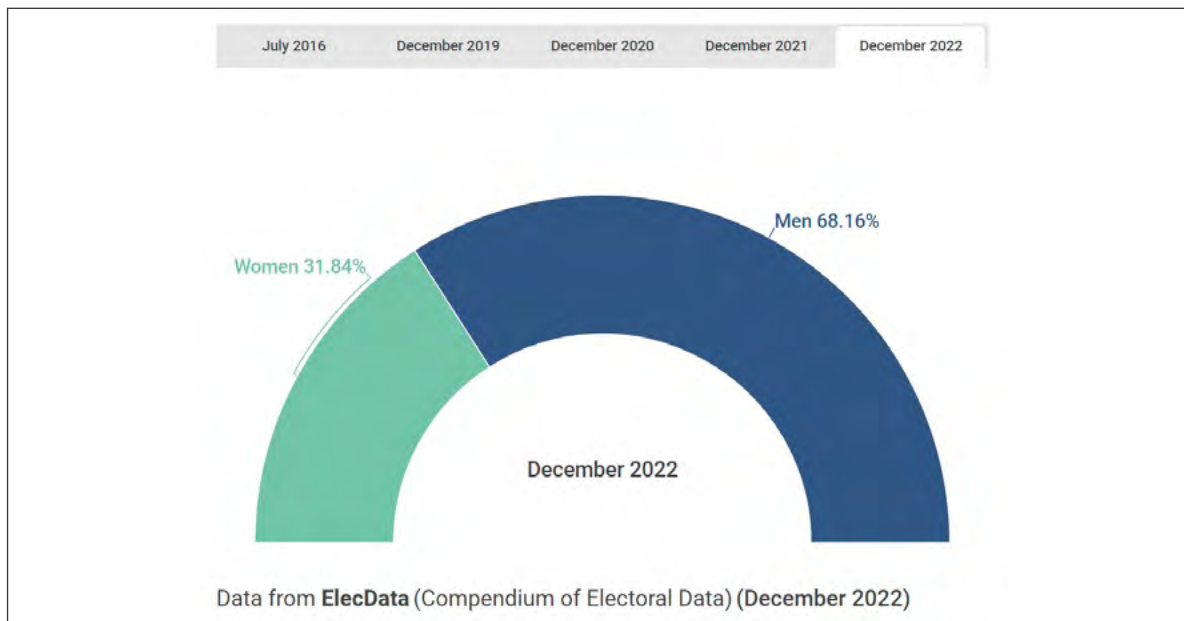 July 2016 December 2019 December 2020 December 2021 December 2022
Men 68.16%
Women 31.84%
December 2022
Data from ElecData (Compendium of Electoral Data) (December 2022)